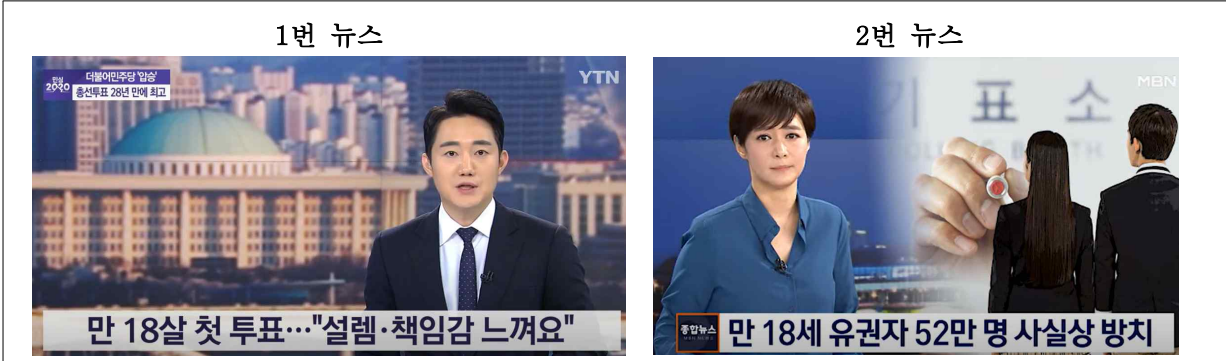 1번 뉴스
2번 뉴스
민심
2020
더불어민주당 '압승'
총선투표 28년 만에 최고
YTN
만 18살 첫 투표…"설렘·책임감 느껴요"
MBN
기표소
종합뉴스
만 18세 유권자 52만 명 사실상 방치